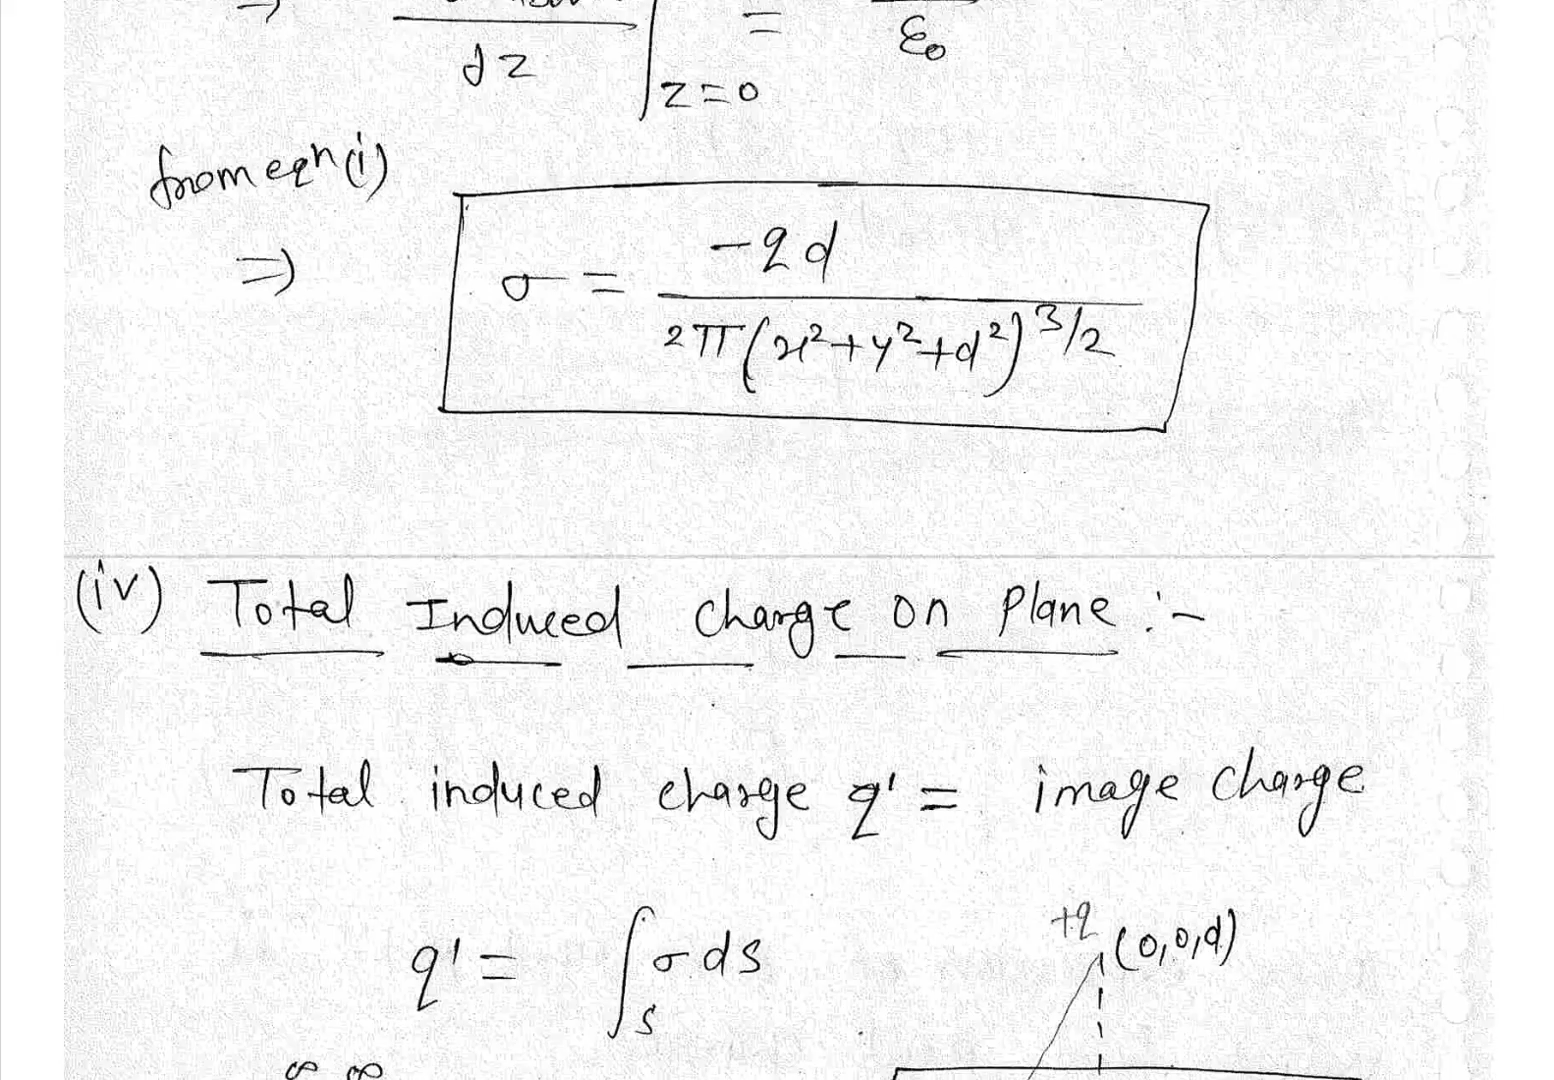 ⇒ dz |z=0 = ε₀
from eqn (i)
⇒ σ = -qd / 2π(x²+y²+d²)^3/2
(iv) Total Induced charge on Plane :-
Total induced charge q' = image charge
q' = ∫s σ ds
+q (0,0,d)
∞ ∞